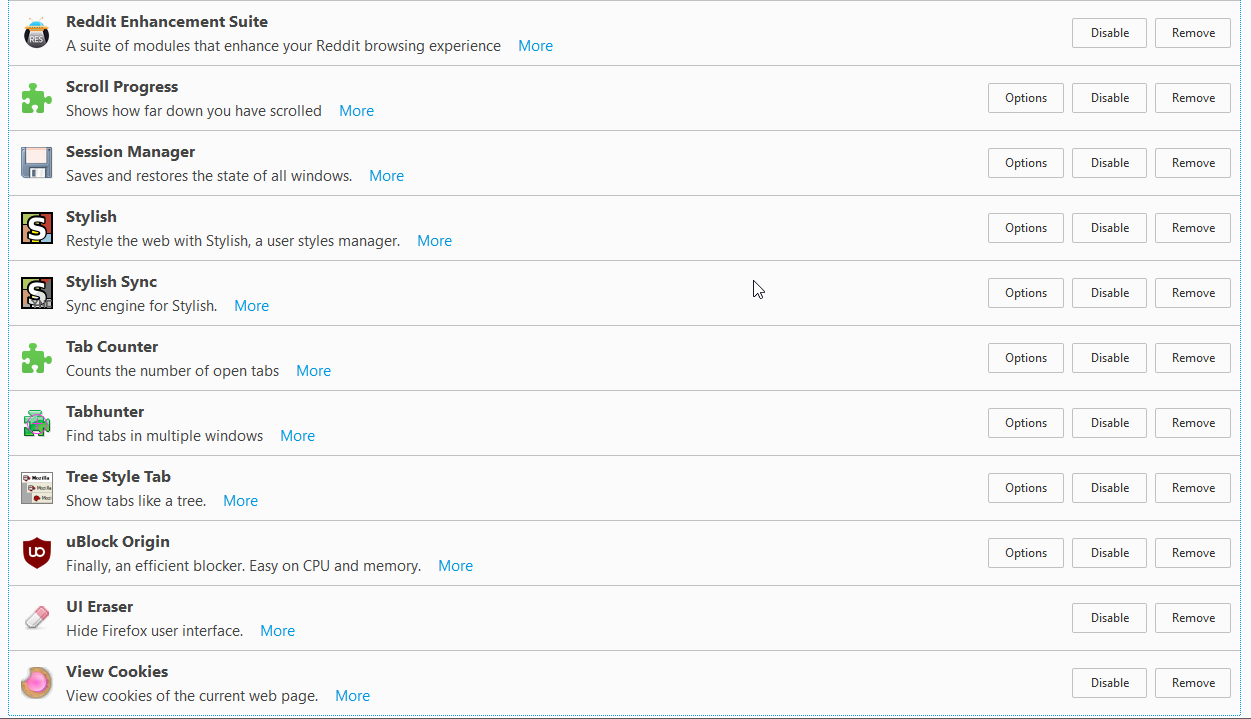 Reddit Enhancement Suite
A suite of modules that enhance your Reddit browsing experience More
Disable Remove
RES
Scroll Progress
Shows how far down you have scrolled More
Options Disable Remove
Session Manager
Saves and restores the state of all windows. More
Options Disable Remove
S
Stylish
Restyle the web with Stylish, a user styles manager. More
Options Disable Remove
S
Stylish Sync
Sync engine for Stylish. More
Options Disable Remove
Tab Counter
Counts the number of open tabs More
Options Disable Remove
Tabhunter
Find tabs in multiple windows More
Options Disable Remove
Mozilla
Mozilla
Mozi
Tree Style Tab
Show tabs like a tree. More
Options Disable Remove
uO
uBlock Origin
Finally, an efficient blocker. Easy on CPU and memory. More
Options Disable Remove
UI Eraser
Hide Firefox user interface. More
Disable Remove
View Cookies
View cookies of the current web page. More
Disable Remove